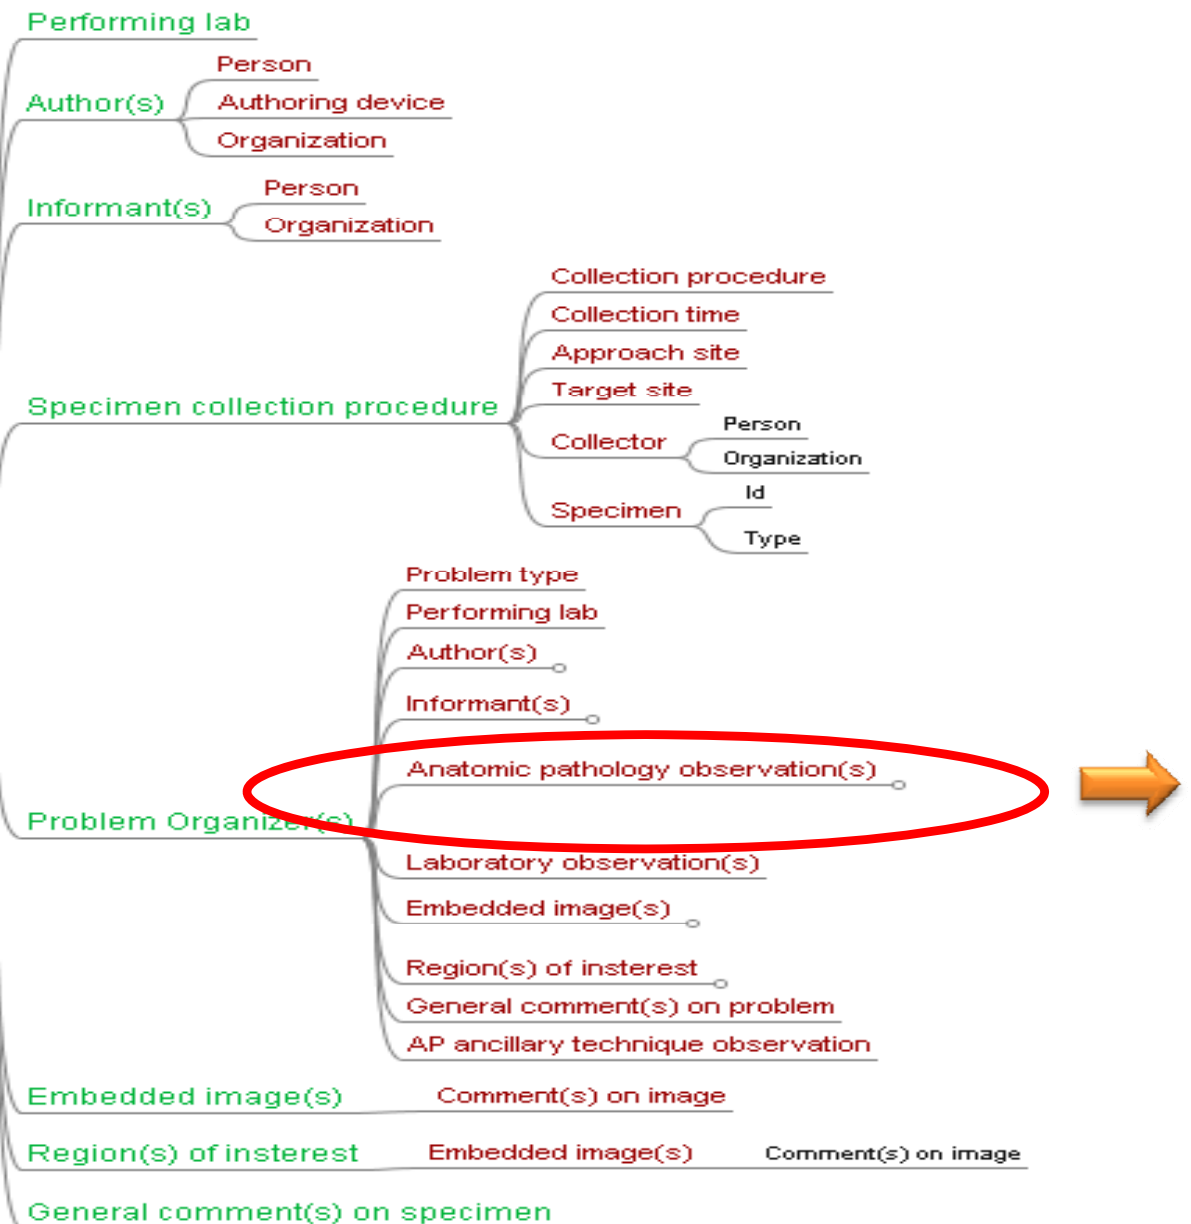 Performing lab
Author(s)
Person
Authoring device
Organization
Informant(s)
Person
Organization
Specimen collection procedure
Collection procedure
Collection time
Approach site
Target site
Collector
Person
Organization
Specimen
Id
Type
Problem Organizer(s)
Problem type
Performing lab
Author(s)
Informant(s)
Anatomic pathology observation(s)
Laboratory observation(s)
Embedded image(s)
Region(s) of insterest
General comment(s) on problem
AP ancillary technique observation
Embedded image(s)
Comment(s) on image
Region(s) of insterest
Embedded image(s)
Comment(s) on image
General comment(s) on specimen